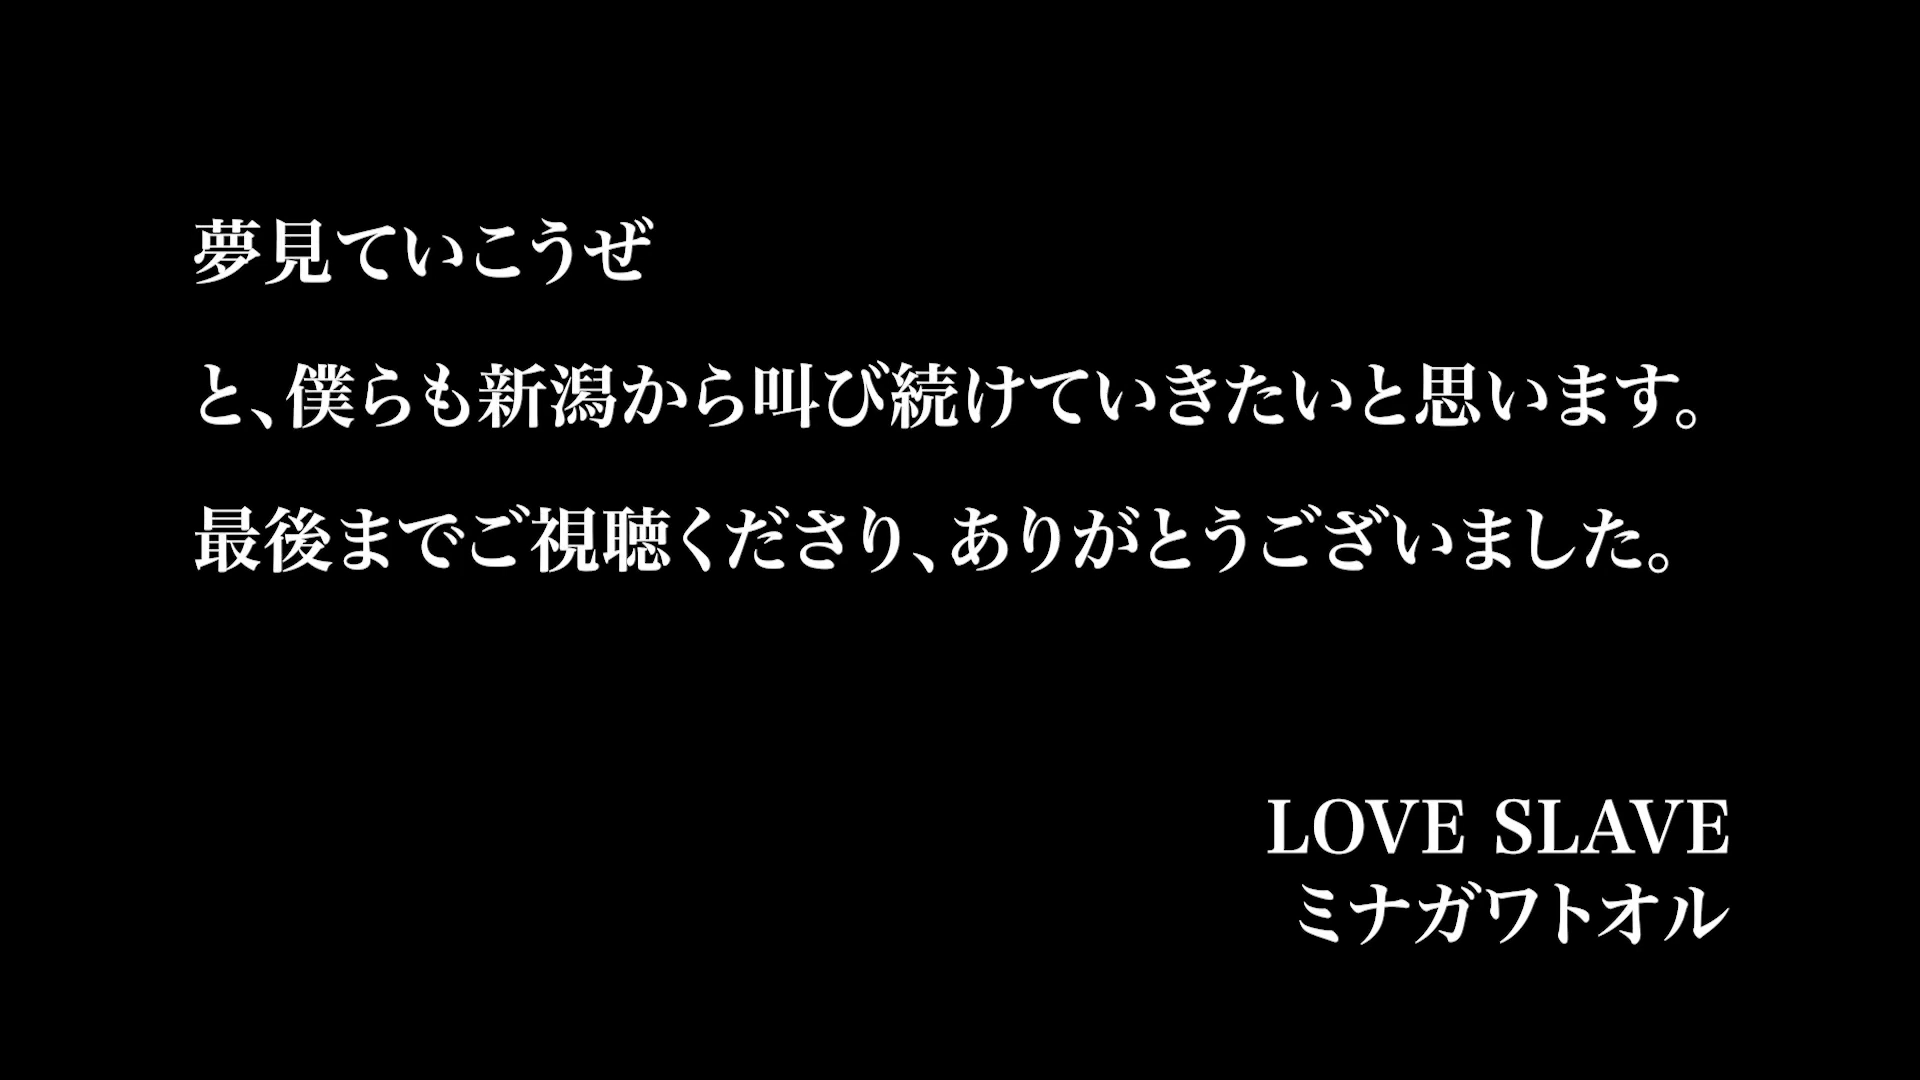 夢見ていこうぜ
と、僕らも新潟から叫び続けていきたいと思います。
最後までご視聴くださり、ありがとうございました。
LOVE SLAVE
ミナガワトオル